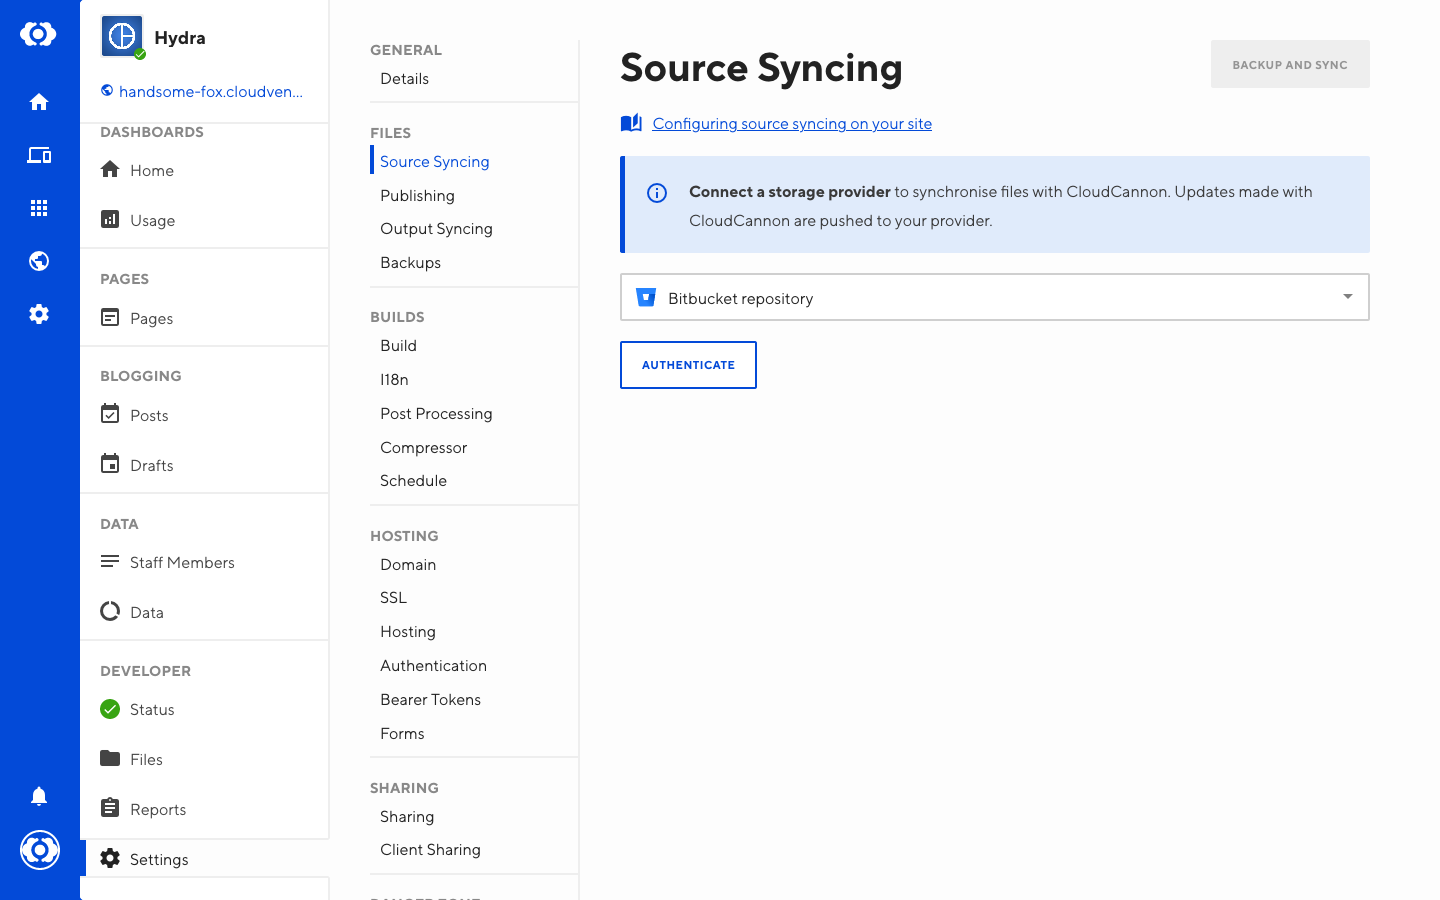 Hydra
handsome-fox.cloudven...
DASHBOARDS
Home
Usage
PAGES
Pages
BLOGGING
Posts
Drafts
DATA
Staff Members
Data
DEVELOPER
Status
Files
Reports
Settings
GENERAL
Details
FILES
Source Syncing
Publishing
Output Syncing
Backups
BUILDS
Build
I18n
Post Processing
Compressor
Schedule
HOSTING
Domain
SSL
Hosting
Authentication
Bearer Tokens
Forms
SHARING
Sharing
Client Sharing
Source Syncing
BACKUP AND SYNC
Configuring source syncing on your site
Connect a storage provider to synchronise files with CloudCannon. Updates made with
CloudCannon are pushed to your provider.
Bitbucket repository
AUTHENTICATE